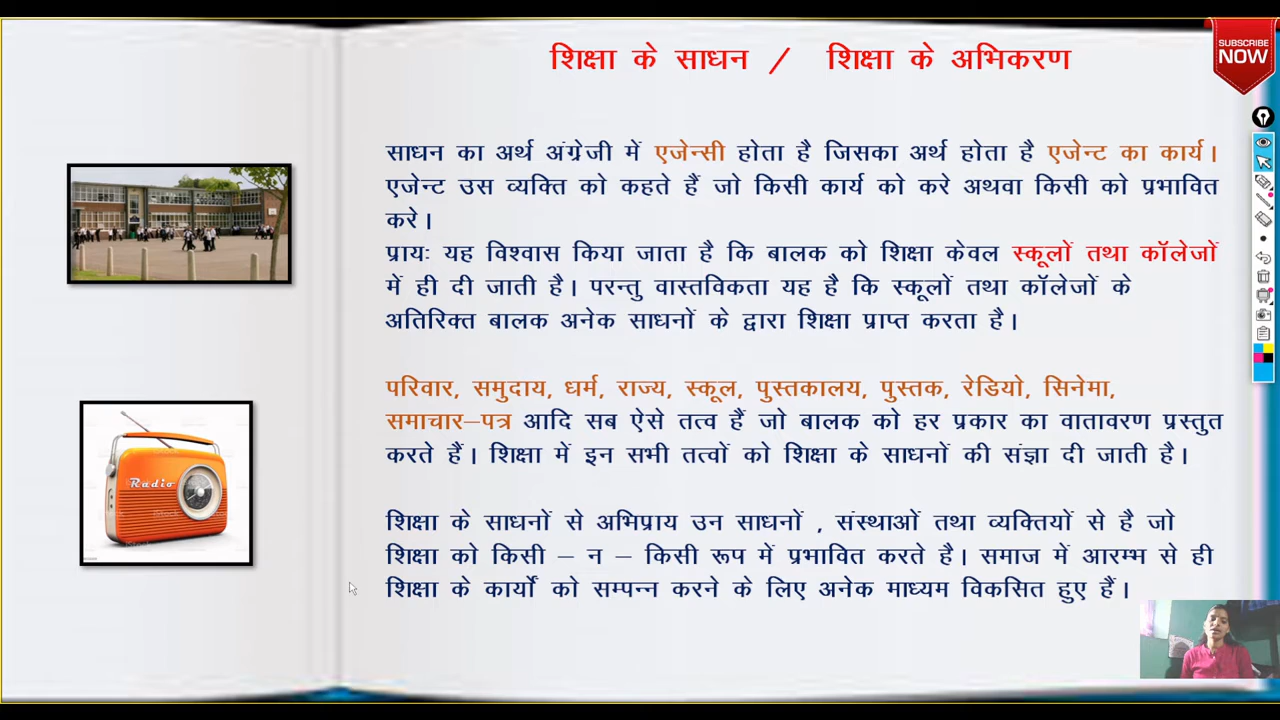 शिक्षा के साधन / शिक्षा के अभिकरण
SUBSCRIBE
NOW
साधन का अर्थ अंग्रेजी में एजेन्सी होता है जिसका अर्थ होता है एजेन्ट का कार्य।
एजेन्ट उस व्यक्ति को कहते हैं जो किसी कार्य को करे अथवा किसी को प्रभावित
करे।
प्रायः यह विश्वास किया जाता है कि बालक को शिक्षा केवल स्कूलों तथा कॉलेजों
में ही दी जाती है। परन्तु वास्तविकता यह है कि स्कूलों तथा कॉलेजों के
अतिरिक्त बालक अनेक साधनों के द्वारा शिक्षा प्राप्त करता है।
परिवार, समुदाय, धर्म, राज्य, स्कूल, पुस्तकालय, पुस्तक, रेडियो, सिनेमा,
समाचार–पत्र आदि सब ऐसे तत्व हैं जो बालक को हर प्रकार का वातावरण प्रस्तुत
करते हैं। शिक्षा में इन सभी तत्वों को शिक्षा के साधनों की संज्ञा दी जाती है।
Radio
शिक्षा के साधनों से अभिप्राय उन साधनों , संस्थाओं तथा व्यक्तियों से है जो
शिक्षा को किसी – न – किसी रूप में प्रभावित करते है। समाज में आरम्भ से ही
शिक्षा के कार्यों को सम्पन्न करने के लिए अनेक माध्यम विकसित हुए हैं।